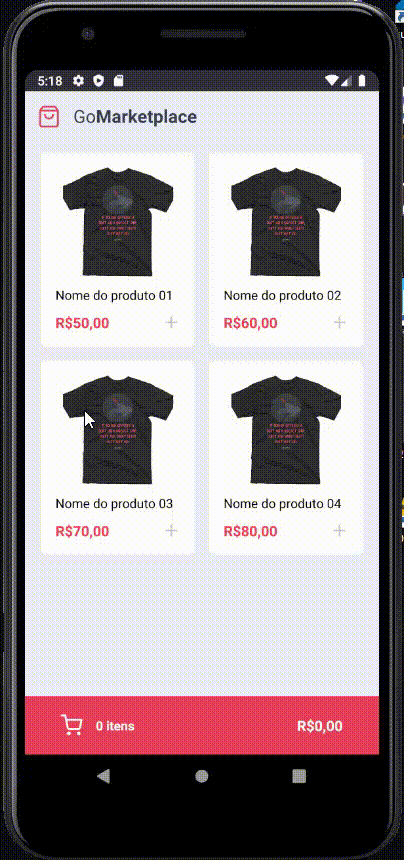 5:18
GoMarketplace
Nome do produto 01
Nome do produto 02
R$50,00 +
R$60,00 +
Nome do produto 03
Nome do produto 04
R$70,00 +
R$80,00 +
0 itens
R$0,00